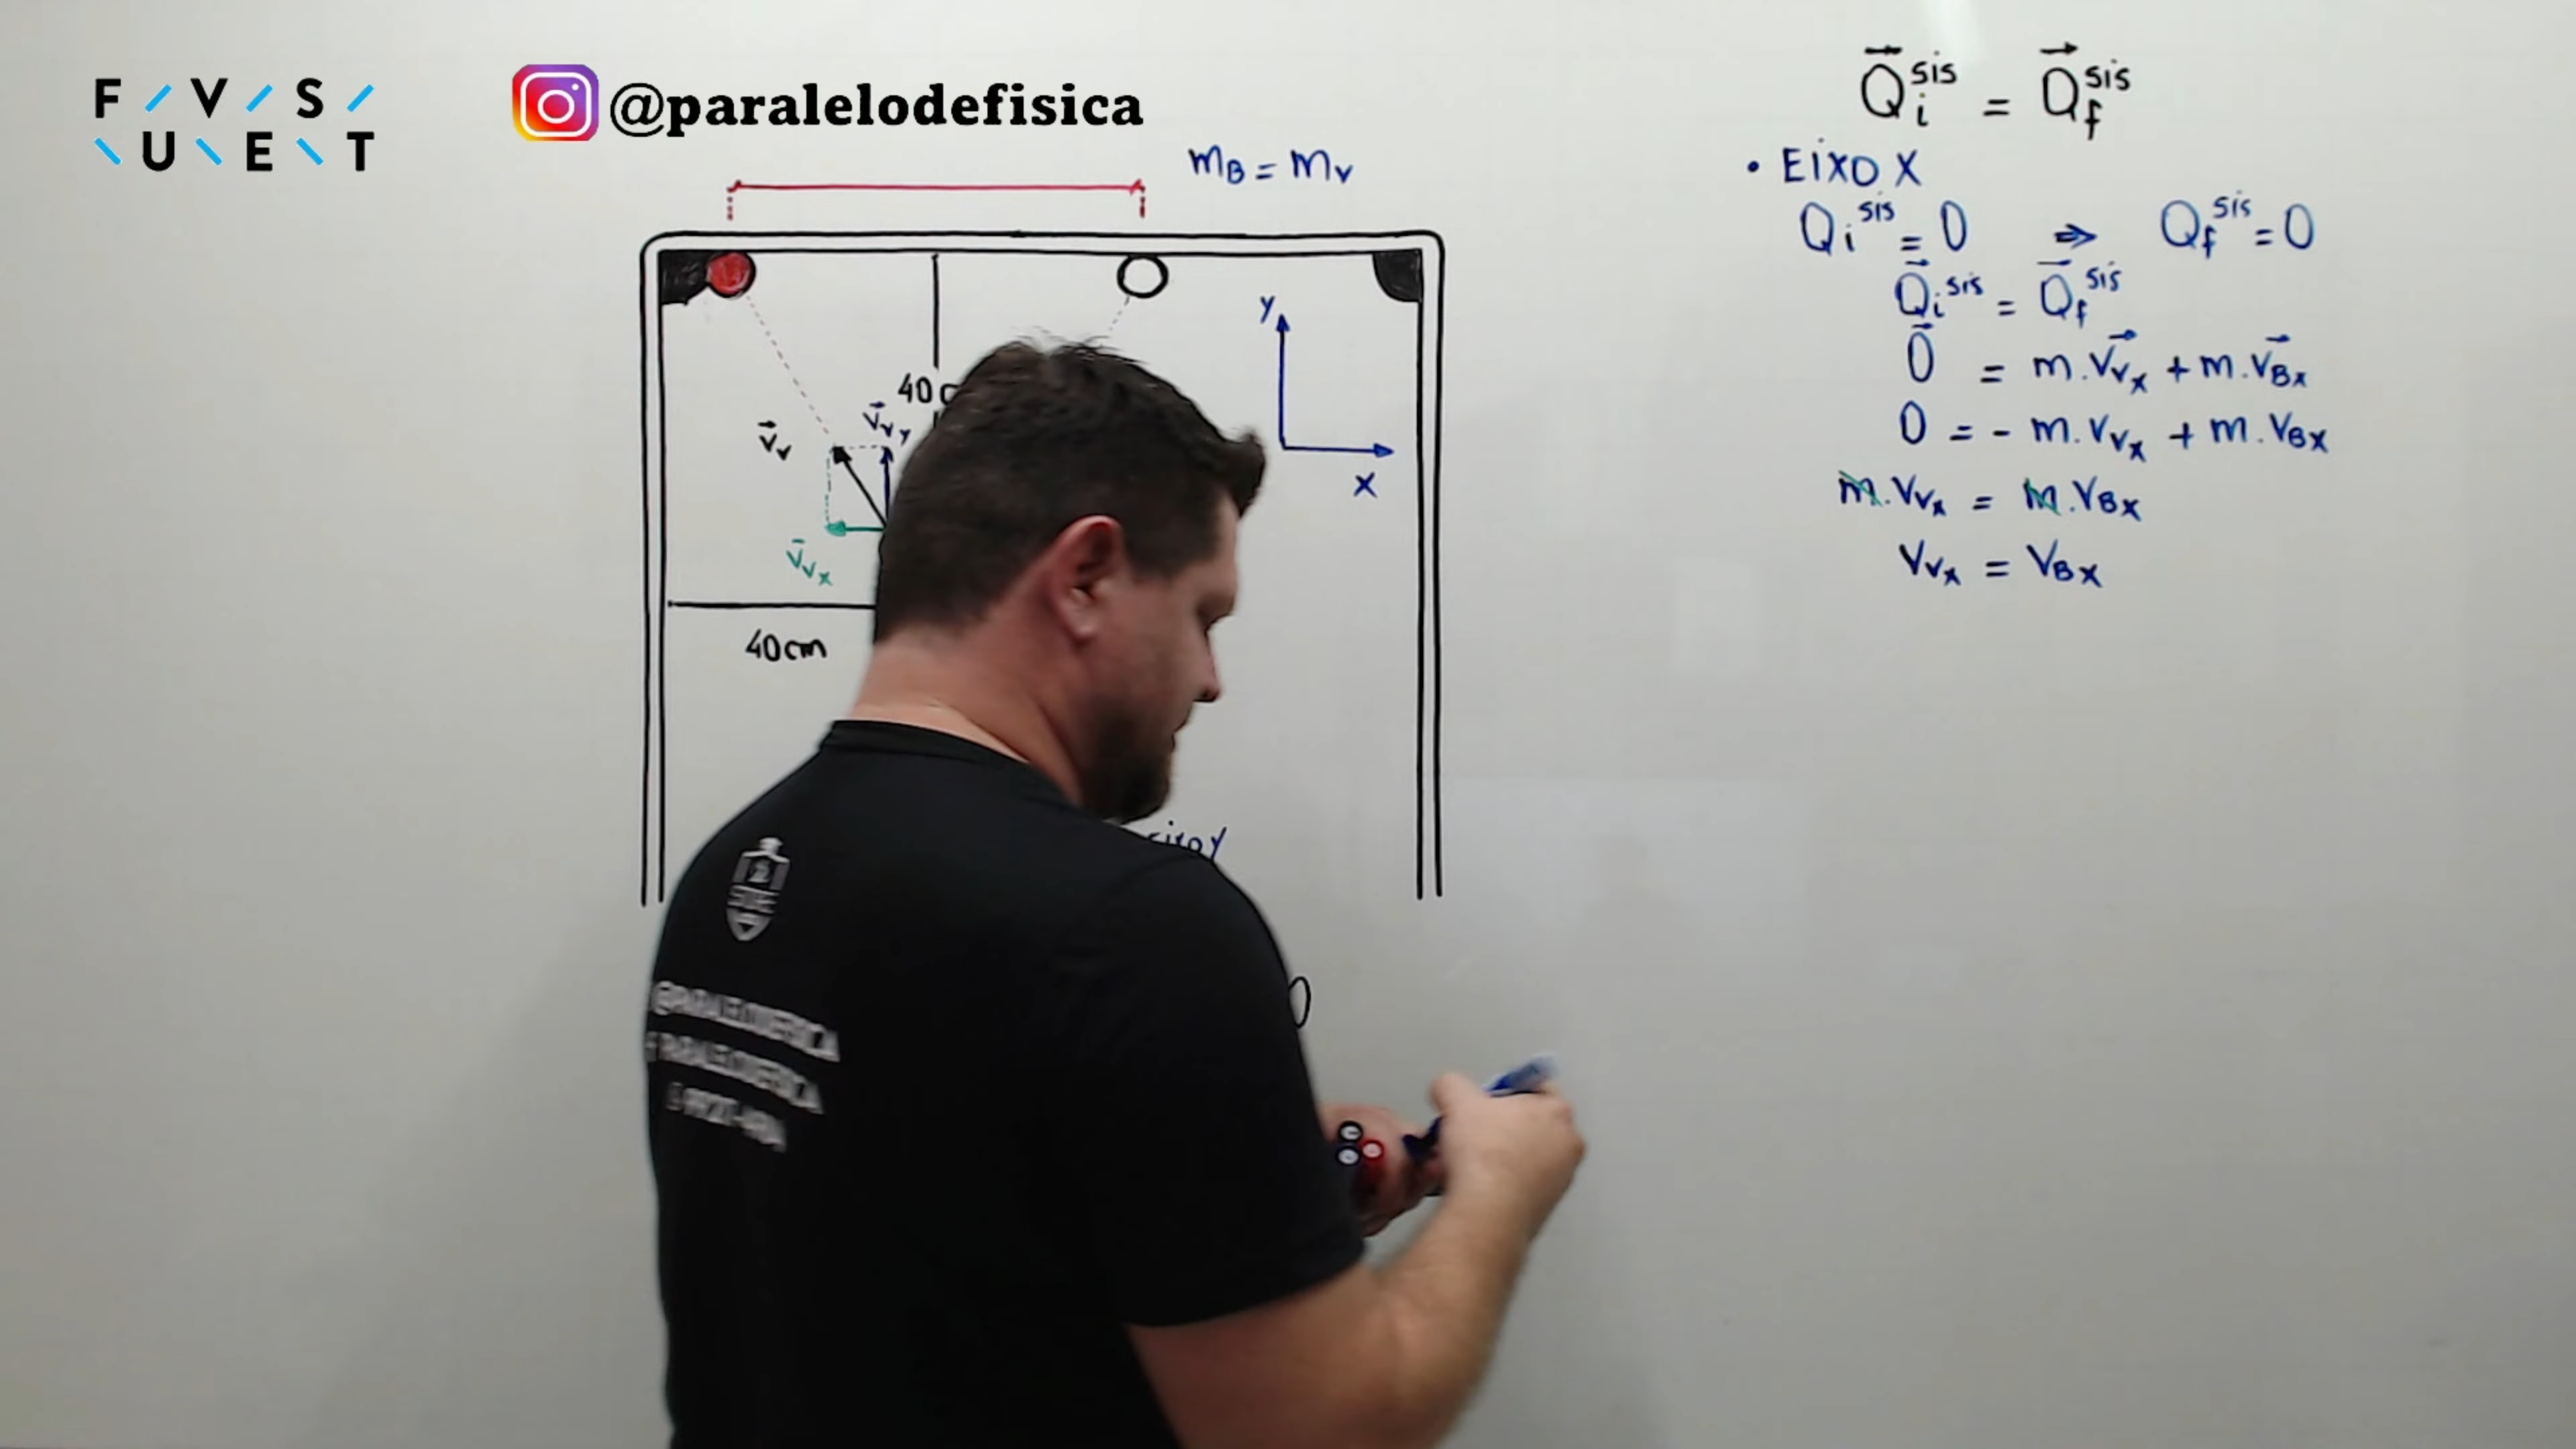 F / V / S /
\ U \ E \ T
@paralelodefisica
m_B = m_V
40 c
v⃗_Vy
v⃗_V
v⃗_Vx
40cm
y
x
Q⃗_i^sis = Q⃗_f^sis
• EIXO X
Q_i^sis = 0 ⇒ Q_f^sis = 0
Q⃗_i^sis = Q⃗_f^sis
0⃗ = m.v⃗_Vx + m.v⃗_Bx
0 = - m.v_Vx + m.v_Bx
m.v_Vx = m.v_Bx
v_Vx = v_Bx
0